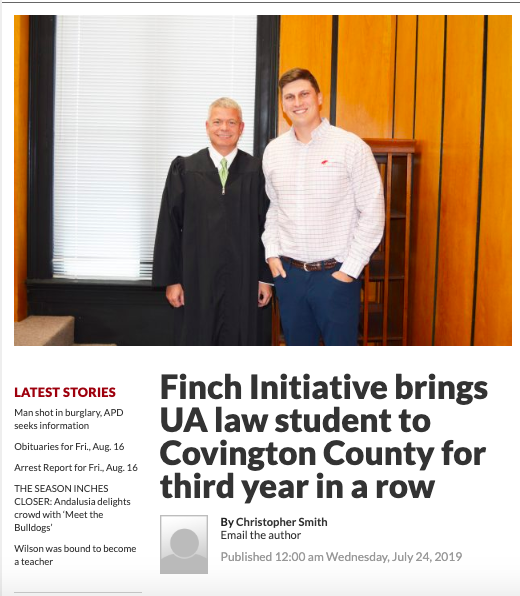 LATEST STORIES
Man shot in burglary, APD
seeks information
Obituaries for Fri., Aug. 16
Arrest Report for Fri., Aug. 16
THE SEASON INCHES
CLOSER: Andalusia delights
crowd with ‘Meet the
Bulldogs’
Wilson was bound to become
a teacher
Finch Initiative brings
UA law student to
Covington County for
third year in a row
By Christopher Smith
Email the author
Published 12:00 am Wednesday, July 24, 2019